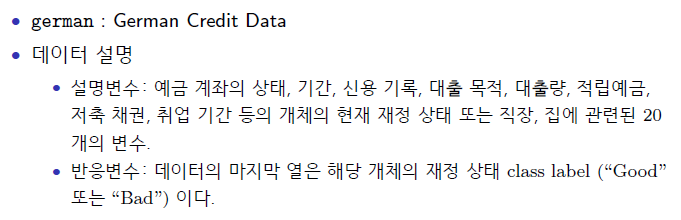 • german : German Credit Data
• 데이터 설명
• 설명변수: 예금 계좌의 상태, 기간, 신용 기록, 대출 목적, 대출량, 적립예금,
저축 채권, 취업 기간 등의 개체의 현재 재정 상태 또는 직장, 집에 관련된 20
개의 변수.
• 반응변수: 데이터의 마지막 열은 해당 개체의 재정 상태 class label (“Good”
또는 “Bad”) 이다.